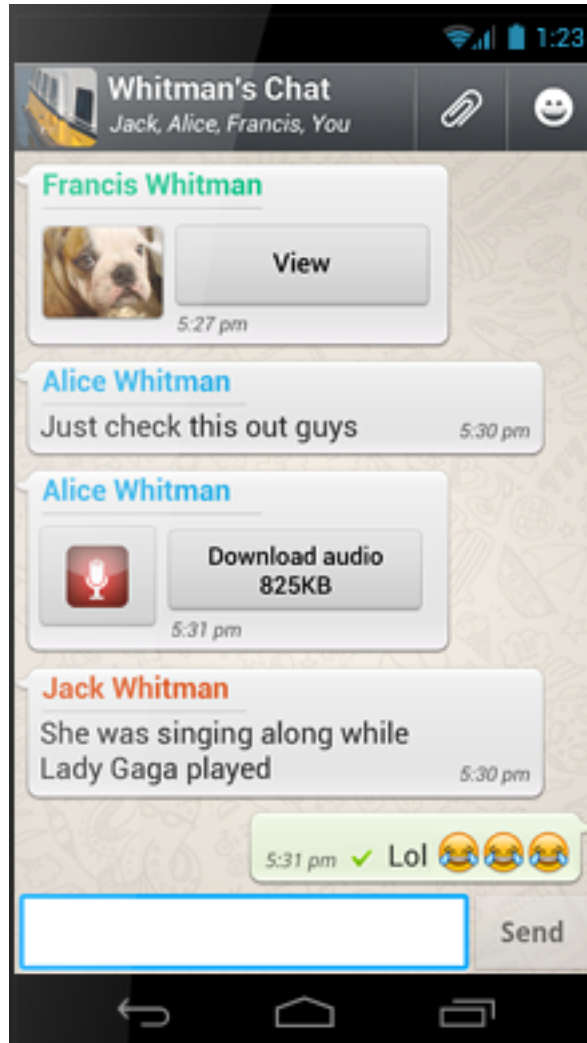 1:23
Whitman's Chat
Jack, Alice, Francis, You
Francis Whitman
View
5:27 pm
Alice Whitman
Just check this out guys
5:30 pm
Alice Whitman
Download audio
825KB
5:31 pm
Jack Whitman
She was singing along while
Lady Gaga played
5:30 pm
5:31 pm ✓ Lol 😂😂😂
Send